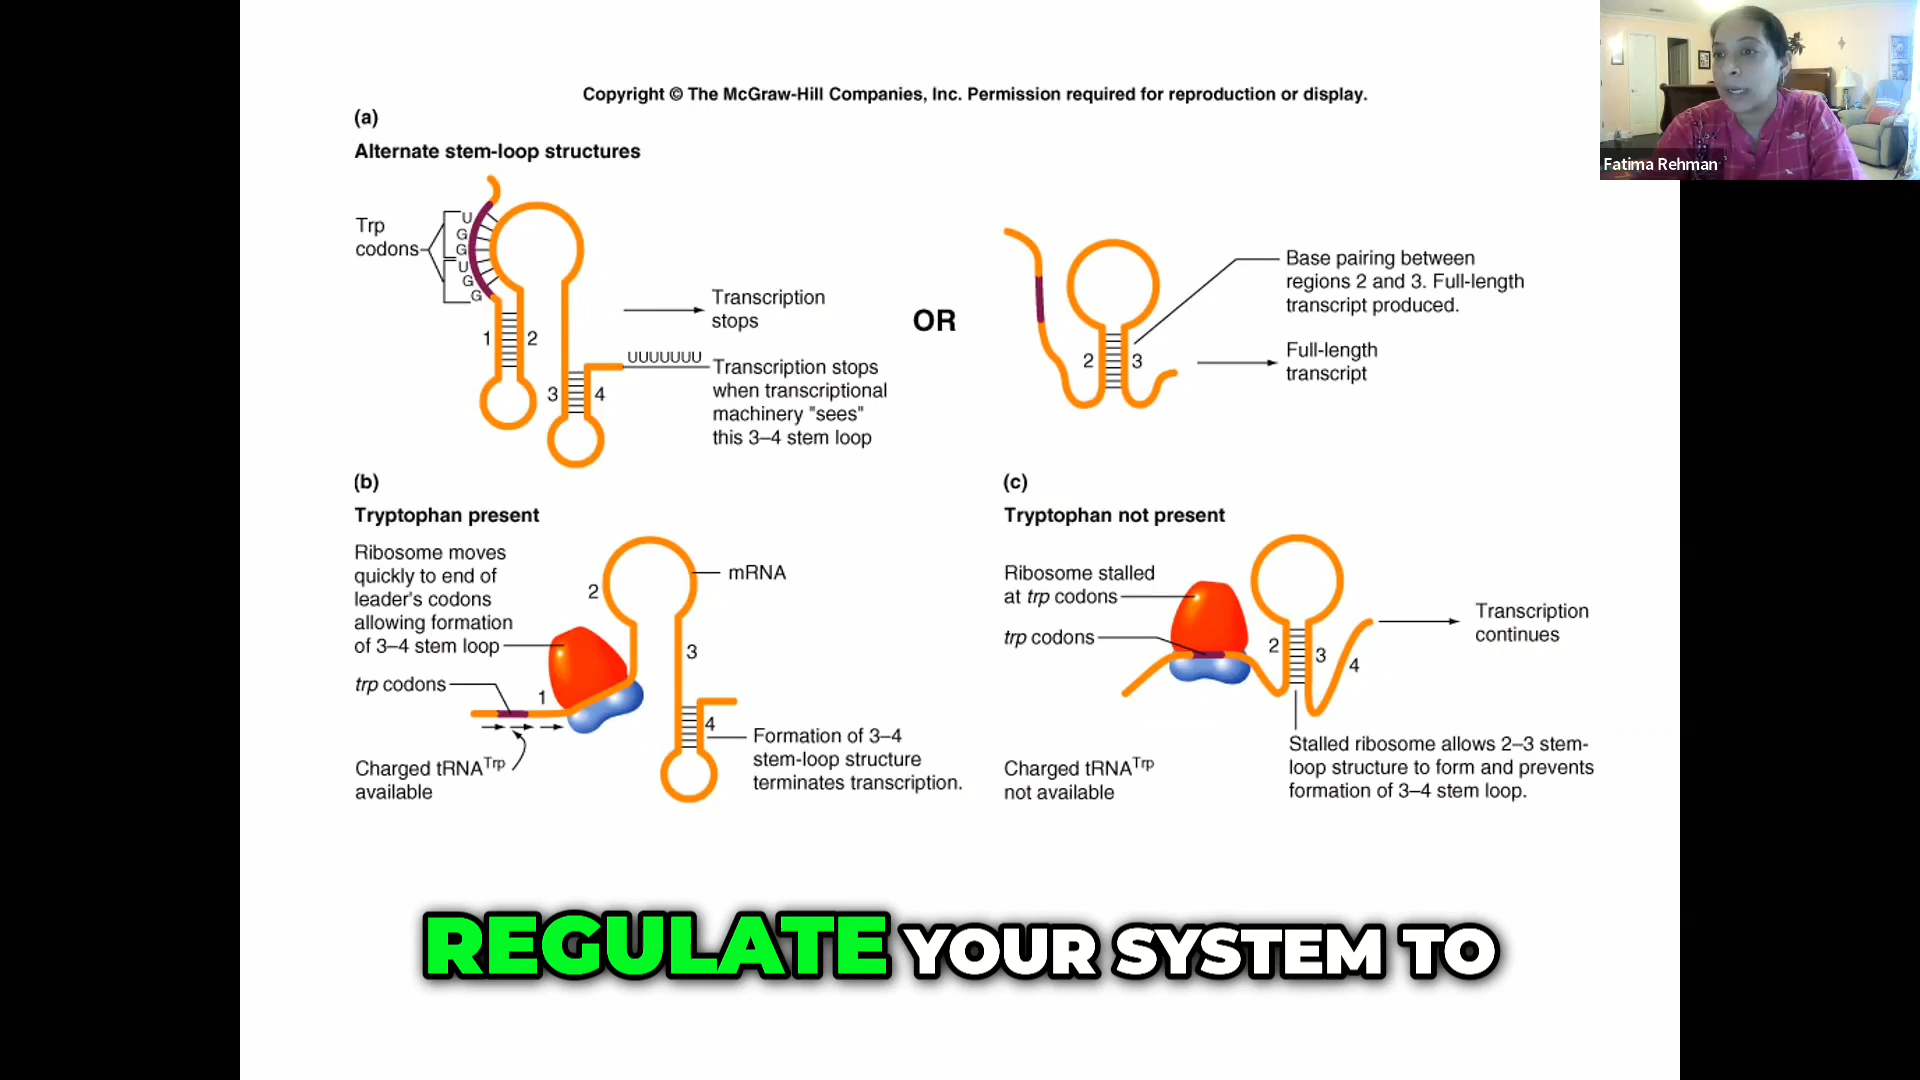 Copyright © The McGraw-Hill Companies, Inc. Permission required for reproduction or display.
Fatima Rehman
(a)
Alternate stem-loop structures
Trp
codons
U
G
G
U
G
G
1
2
3
4
Transcription
stops
UUUUUUU
Transcription stops
when transcriptional
machinery "sees"
this 3–4 stem loop
OR
2
3
Base pairing between
regions 2 and 3. Full-length
transcript produced.
Full-length
transcript
(b)
Tryptophan present
Ribosome moves
quickly to end of
leader's codons
allowing formation
of 3–4 stem loop
trp codons
1
2
mRNA
3
4
Charged tRNATrp
available
Formation of 3–4
stem-loop structure
terminates transcription.
(c)
Tryptophan not present
Ribosome stalled
at trp codons
trp codons
2
3
4
Transcription
continues
Charged tRNATrp
not available
Stalled ribosome allows 2–3 stem-
loop structure to form and prevents
formation of 3–4 stem loop.
REGULATE YOUR SYSTEM TO